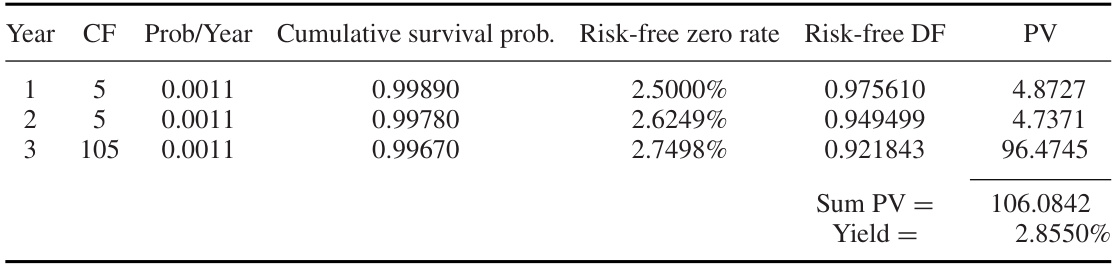 Year CF Prob/Year Cumulative survival prob. Risk-free zero rate Risk-free DF PV
1 5 0.0011 0.99890 2.5000% 0.975610 4.8727
2 5 0.0011 0.99780 2.6249% 0.949499 4.7371
3 105 0.0011 0.99670 2.7498% 0.921843 96.4745
Sum PV = 106.0842
Yield = 2.8550%